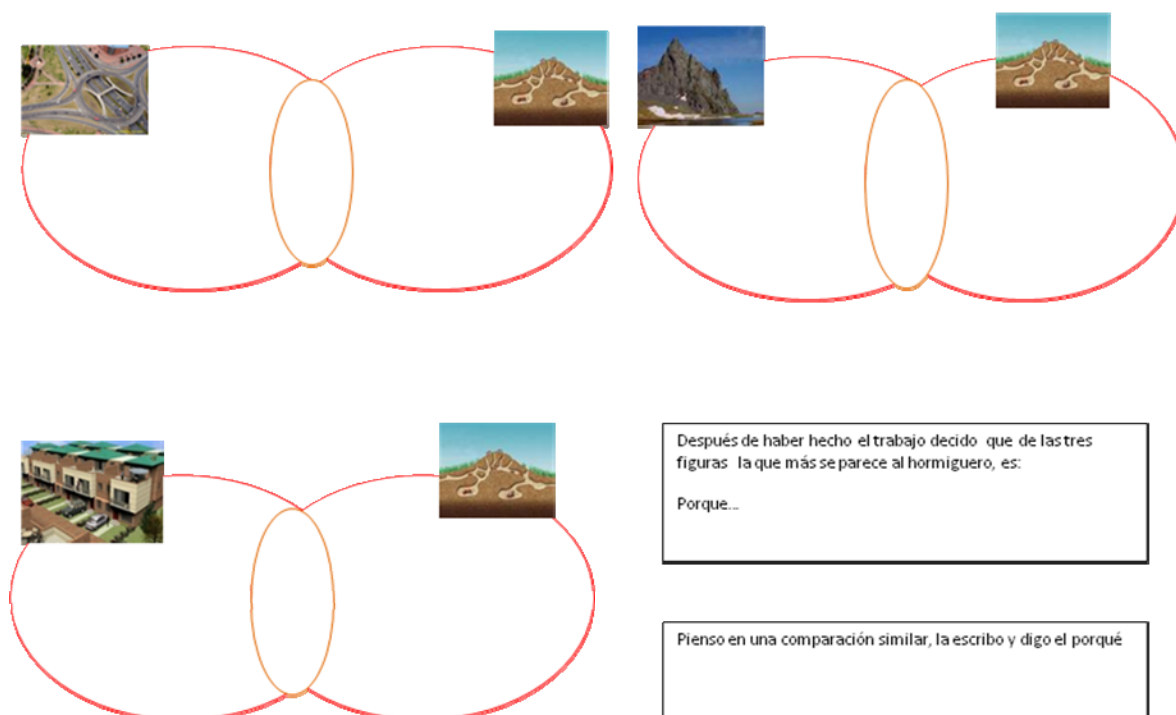 Después de haber hecho el trabajo decido que de las tres
figuras la que más se parece al hormiguero, es:
Porque...
Pienso en una comparación similar, la escribo y digo el porqué